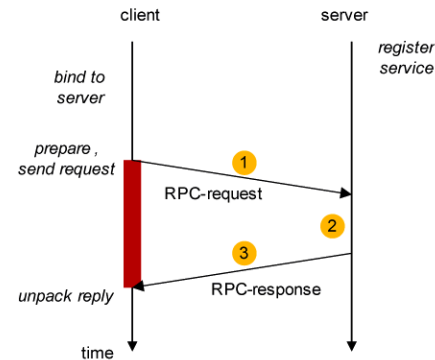 client
server
register
service
bind to
server
prepare ,
send request
1
RPC-request
2
3
RPC-response
unpack reply
time